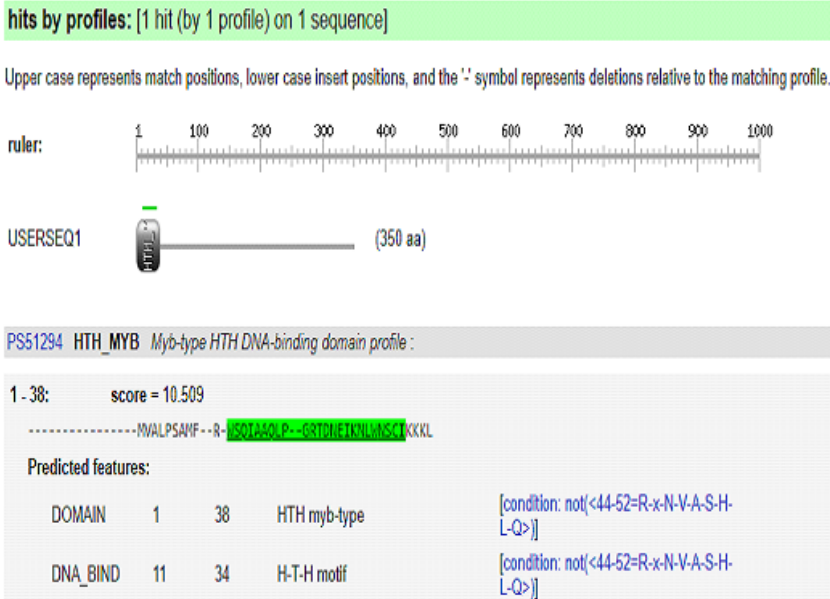 hits by profiles: [1 hit (by 1 profile) on 1 sequence]
Upper case represents match positions, lower case insert positions, and the '-' symbol represents deletions relative to the matching profile.
ruler:
1 100 200 300 400 500 600 700 800 900 1000
USERSEQ1 HTH_ (350 aa)
PS51294 HTH_MYB Myb-type HTH DNA-binding domain profile :
1 - 38: score = 10.509
----------------MVALPSAMF--R-WSQIAAQLP--GRTDNEIKNLWNSCIKKKL
Predicted features:
DOMAIN 1 38 HTH myb-type [condition: not(<44-52=R-x-N-V-A-S-H-
L-Q>)]
DNA_BIND 11 34 H-T-H motif [condition: not(<44-52=R-x-N-V-A-S-H-
L-Q>)]